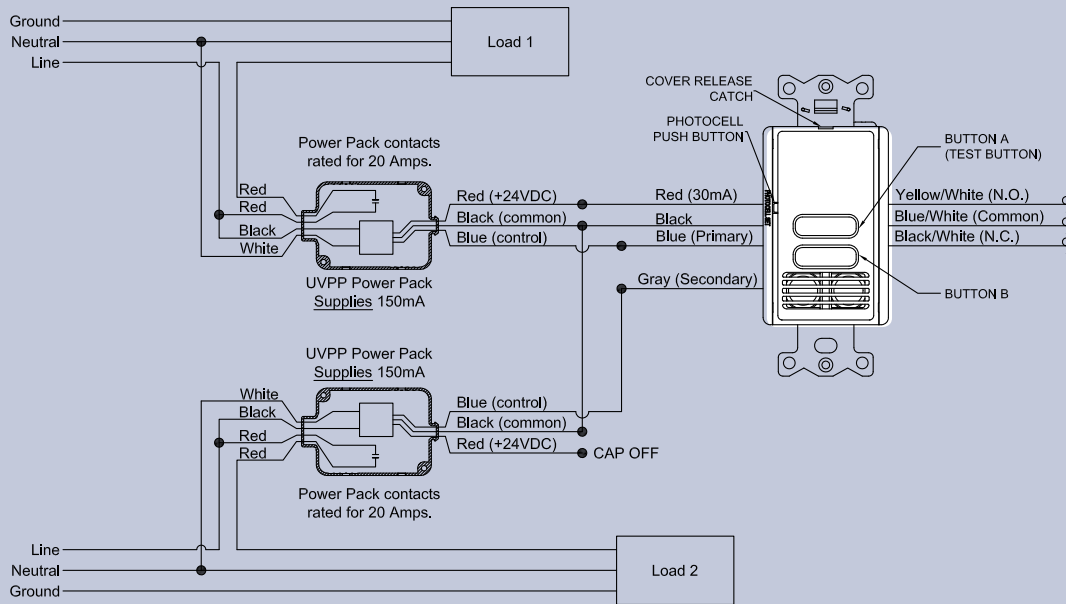 Ground
Neutral
Line
Load 1
COVER RELEASE
CATCH
PHOTOCELL
PUSH BUTTON
BUTTON A
(TEST BUTTON)
Power Pack contacts
rated for 20 Amps.
Red
Red
Black
White
Red (+24VDC)
Black (common)
Blue (control)
Red (30mA)
Black
Blue (Primary)
Gray (Secondary)
Yellow/White (N.O.)
Blue/White (Common)
Black/White (N.C.)
BUTTON B
UVPP Power Pack
Supplies 150mA
UVPP Power Pack
Supplies 150mA
White
Black
Red
Red
Blue (control)
Black (common)
Red (+24VDC)
CAP OFF
Power Pack contacts
rated for 20 Amps.
Line
Neutral
Ground
Load 2